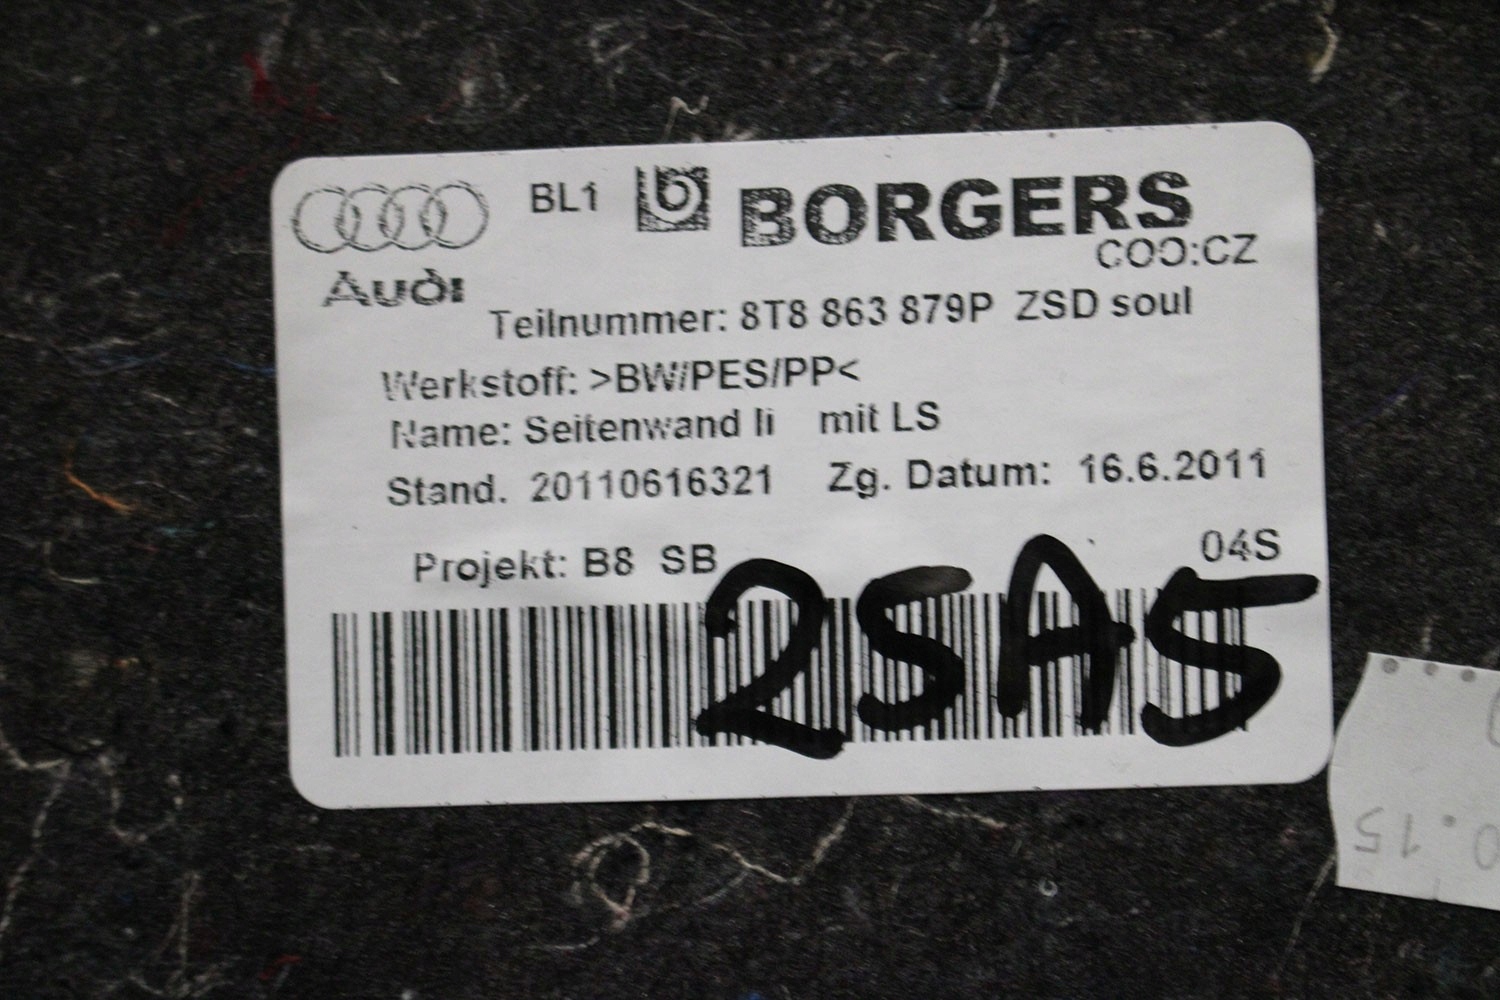 BL1 b BORGERS
COO:CZ
Audi
Teilnummer: 8T8 863 879P ZSD soul
Werkstoff: >BW/PES/PP<
Name: Seitenwand li mit LS
Stand. 20110616321 Zg. Datum: 16.6.2011
Projekt: B8 SB 04S
2SA5